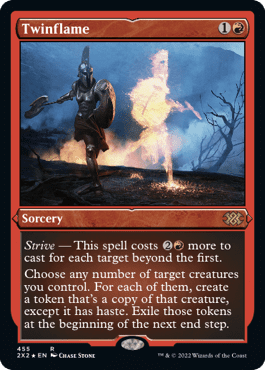 Twinflame 1
Sorcery
Strive — This spell costs 2 more to
cast for each target beyond the first.
Choose any number of target creatures
you control. For each of them, create
a token that's a copy of that creature,
except it has haste. Exile those tokens
at the beginning of the next end step.
455 R
2X2 ★ EN CHASE STONE ™ & © 2022 Wizards of the Coast